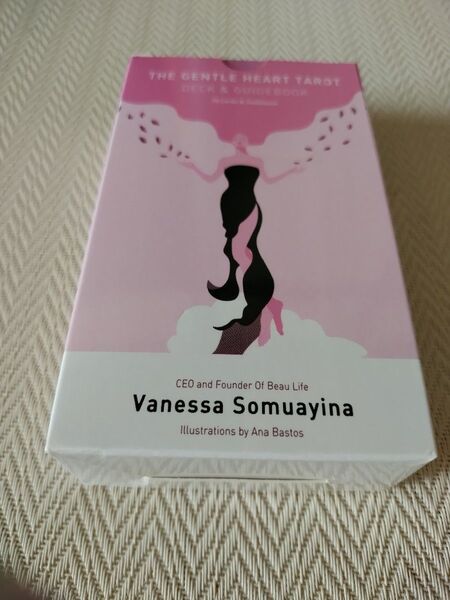 THE GENTLE HEART TAROT
DECK & GUIDEBOOK
CEO and Founder Of Beau Life
Vanessa Somuayina
Illustrations by Ana Bastos